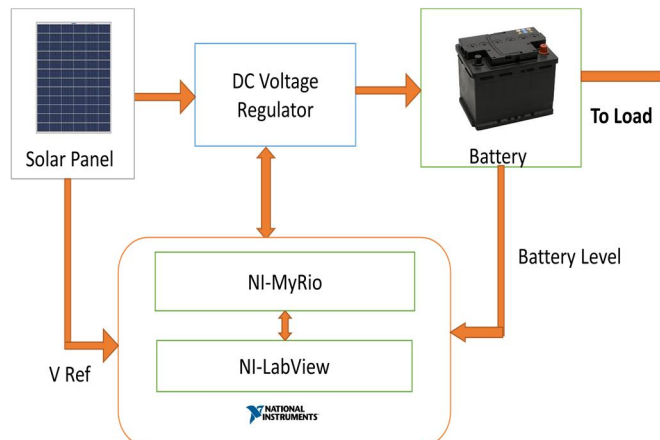 Solar Panel
DC Voltage
Regulator
Battery
To Load
NI-MyRio
Battery Level
NI-LabView
V Ref
NATIONAL
INSTRUMENTS